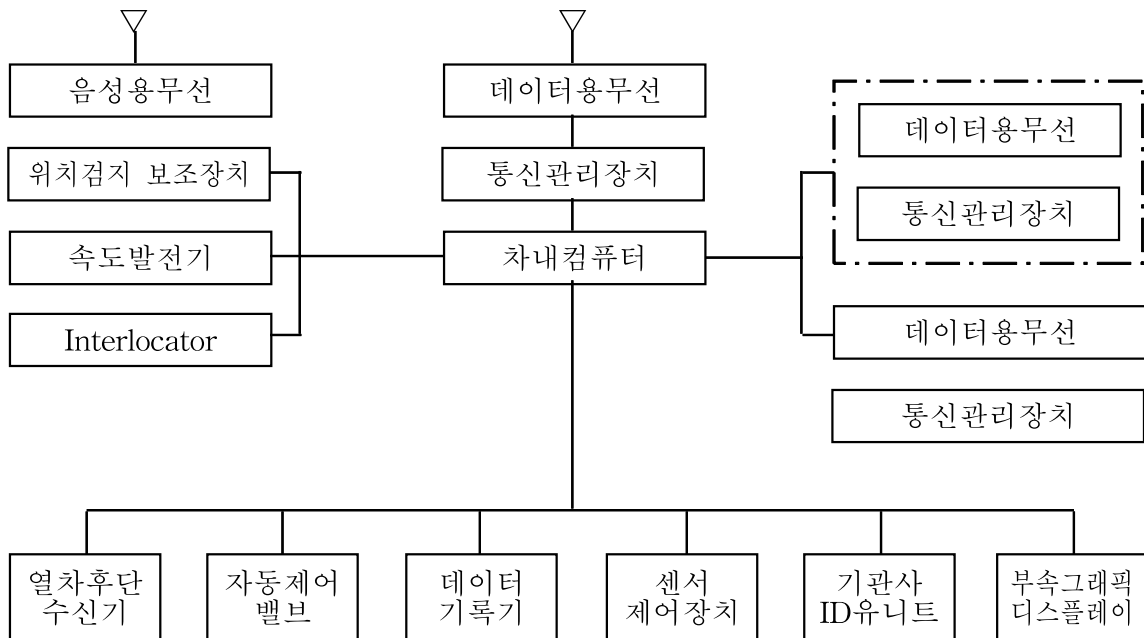 음성용무선
데이터용무선
데이터용무선
위치검지 보조장치
통신관리장치
통신관리장치
속도발전기
차내컴퓨터
Interlocator
데이터용무선
통신관리장치
열차후단
수신기
자동제어
밸브
데이터
기록기
센서
제어장치
기관사
ID유니트
부속그래픽
디스플레이